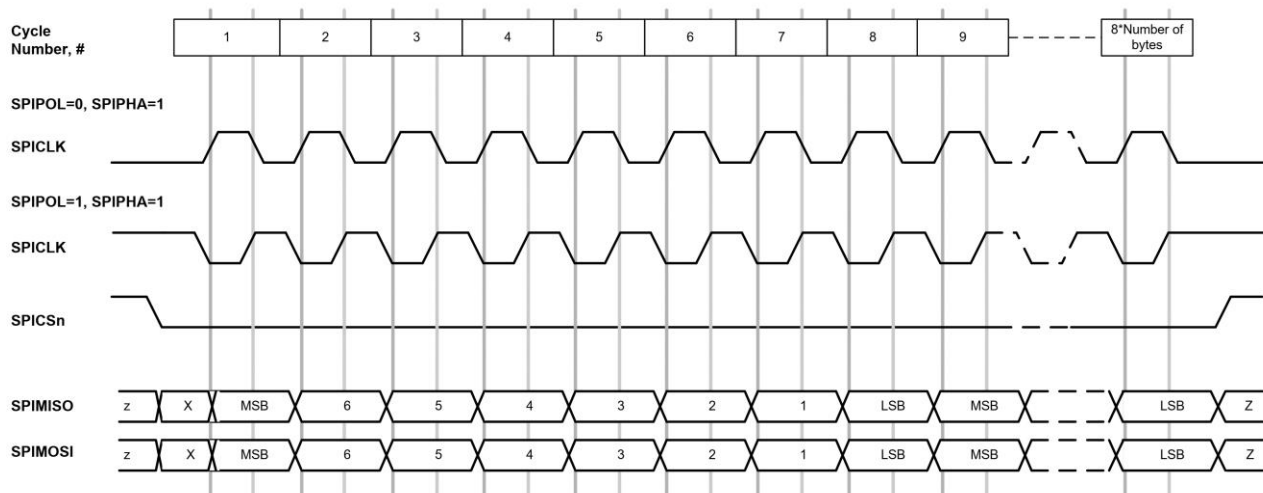 Cycle
Number, #
1 2 3 4 5 6 7 8 9
8*Number of
bytes
SPIPOL=0, SPIPHA=1
SPICLK
SPIPOL=1, SPIPHA=1
SPICLK
SPICSn
SPIMISO z X MSB 6 5 4 3 2 1 LSB MSB LSB Z
SPIMOSI z X MSB 6 5 4 3 2 1 LSB MSB LSB Z